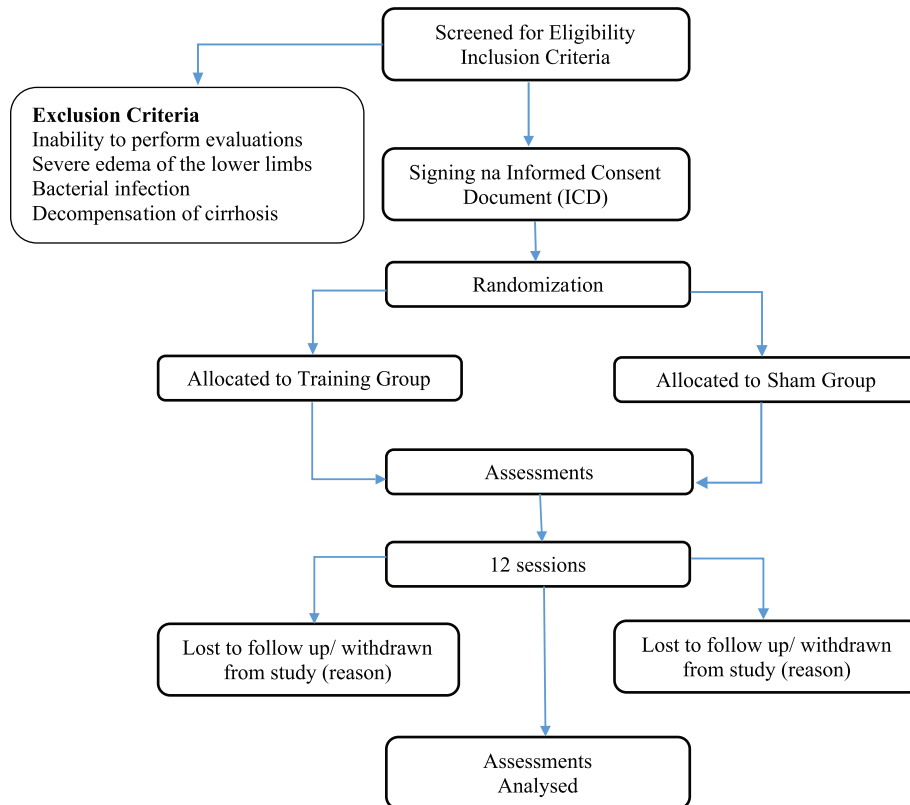 Screened for Eligibility
Inclusion Criteria
Exclusion Criteria
Inability to perform evaluations
Severe edema of the lower limbs
Bacterial infection
Decompensation of cirrhosis
Signing na Informed Consent
Document (ICD)
Randomization
Allocated to Training Group
Allocated to Sham Group
Assessments
12 sessions
Lost to follow up/ withdrawn
from study (reason)
Lost to follow up/ withdrawn
from study (reason)
Assessments
Analysed